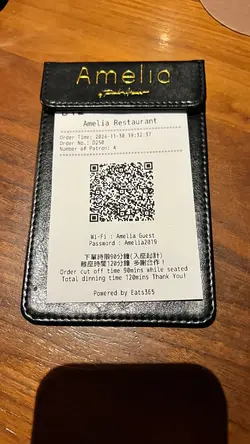 Amelia
Amelia Restaurant
Order Time: 2024-11-30 19:32:37
Order No.: D250
Number of Patron: 4
Wi-Fi : Amelia Guest
Password : Amelia2019
下單時限90分鐘(入座起計)
離座時間120分鐘 多謝合作！
Order cut off time 90mins while seated
Total dinning time 120mins Thank You!
Powered by Eats365